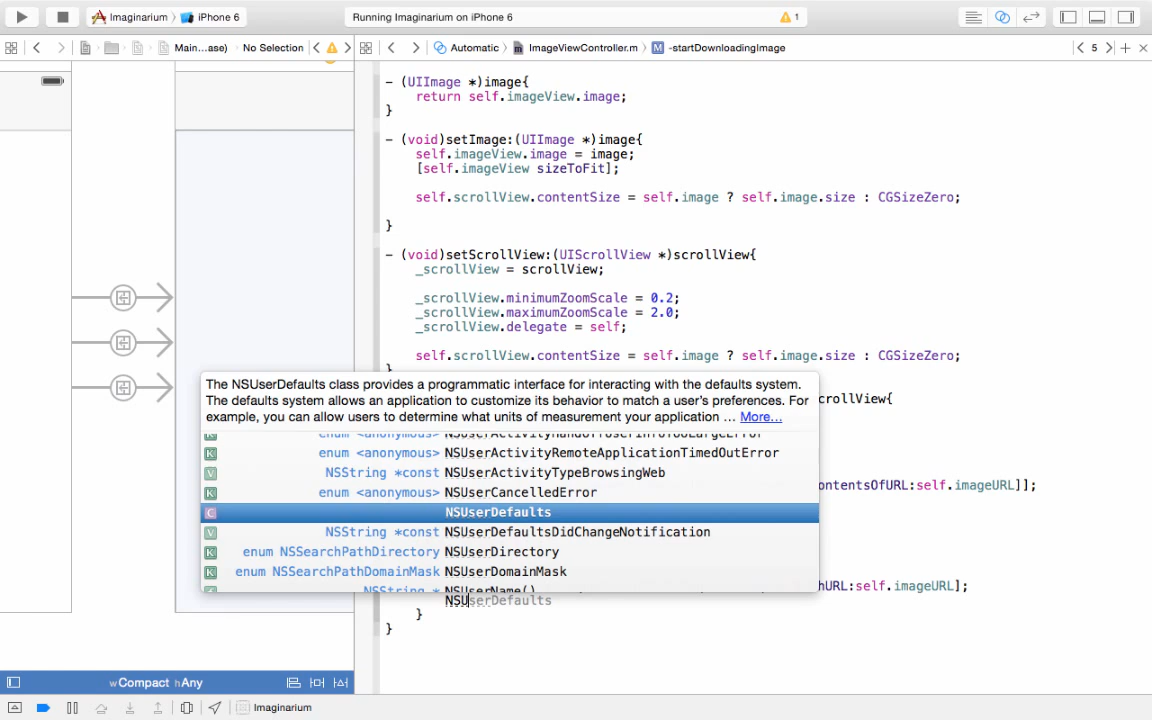 Imaginarium iPhone 6 Running Imaginarium on iPhone 6 1
Main...ase) No Selection Automatic ImageViewController.m M -startDownloadingImage 5
- (UIImage *)image{
return self.imageView.image;
}
- (void)setImage:(UIImage *)image{
self.imageView.image = image;
[self.imageView sizeToFit];
self.scrollView.contentSize = self.image ? self.image.size : CGSizeZero;
}
- (void)setScrollView:(UIScrollView *)scrollView{
_scrollView = scrollView;
_scrollView.minimumZoomScale = 0.2;
_scrollView.maximumZoomScale = 2.0;
_scrollView.delegate = self;
self.scrollView.contentSize = self.image ? self.image.size : CGSizeZero;
The NSUserDefaults class provides a programmatic interface for interacting with the defaults system.
The defaults system allows an application to customize its behavior to match a user's preferences. For
example, you can allow users to determine what units of measurement your application ... More...
crollView{
enum <anonymous> NSUserActivityHandoffUserInfoTooLargeError
K enum <anonymous> NSUserActivityRemoteApplicationTimedOutError
V NSString *const NSUserActivityTypeBrowsingWeb
ontentsOfURL:self.imageURL]];
K enum <anonymous> NSUserCancelledError
C NSUserDefaults
V NSString *const NSUserDefaultsDidChangeNotification
K enum NSSearchPathDirectory NSUserDirectory
K enum NSSearchPathDomainMask NSUserDomainMask
NSString * NSUserName()
hURL:self.imageURL];
NSUserDefaults
}
}
wCompact hAny
Imaginarium